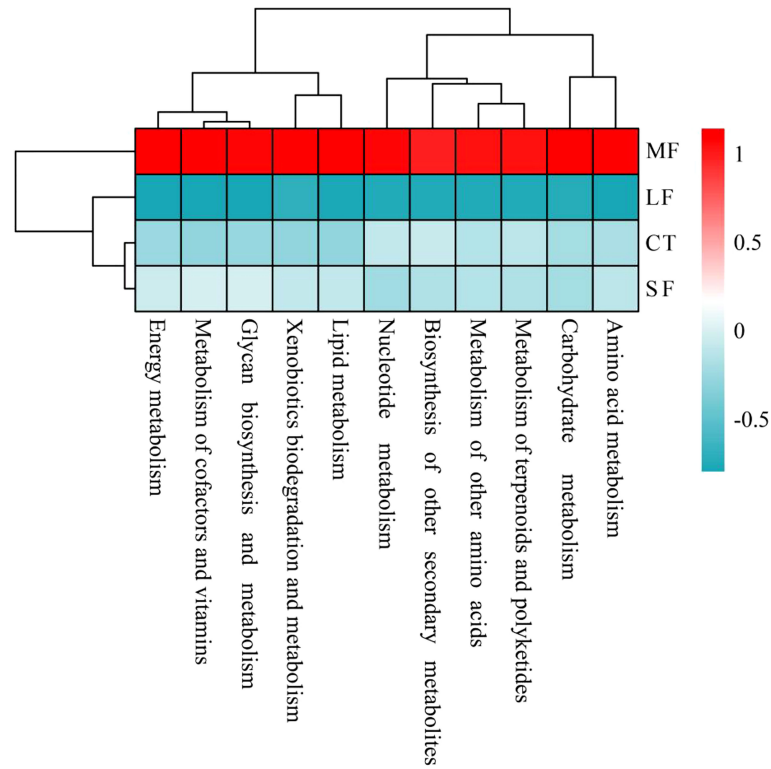 MF
LF
CT
SF
1
0.5
0
-0.5
Energy metabolism
Metabolism of cofactors and vitamins
Glycan biosynthesis and metabolism
Xenobiotics biodegradation and metabolism
Lipid metabolism
Nucleotide metabolism
Biosynthesis of other secondary metabolites
Metabolism of other amino acids
Metabolism of terpenoids and polyketides
Carbohydrate metabolism
Amino acid metabolism